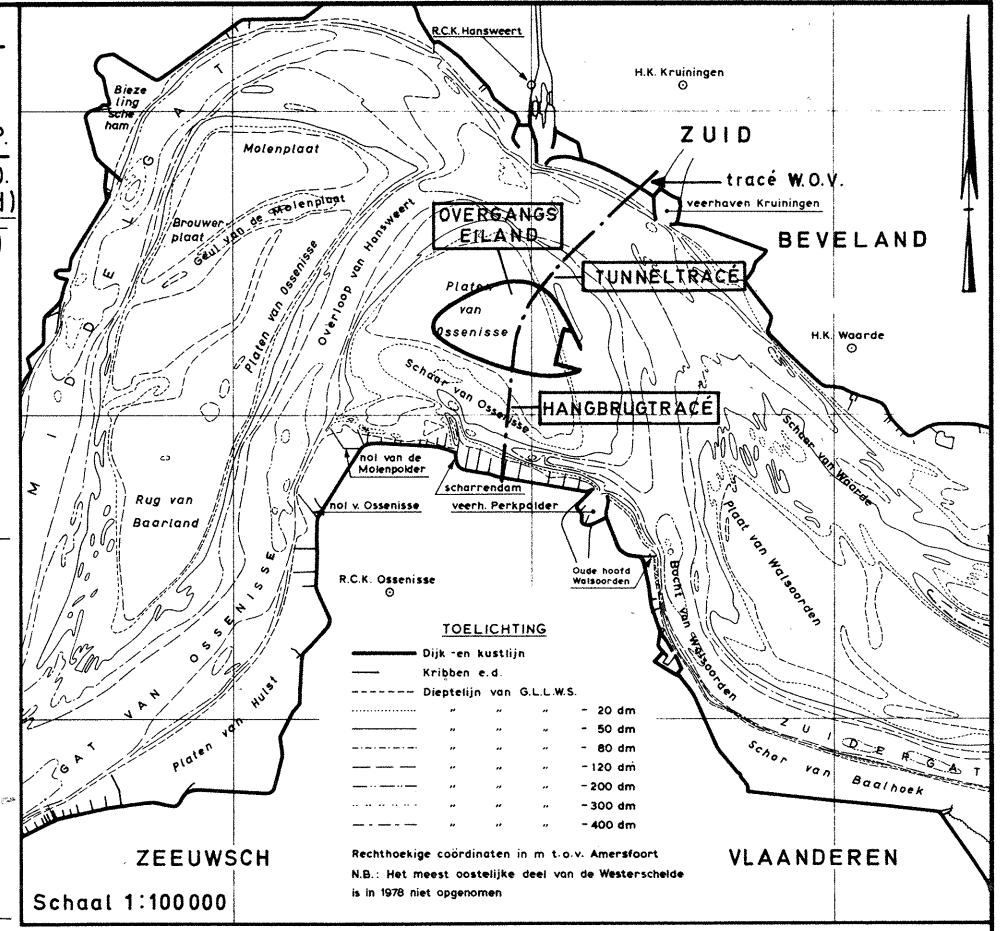 R.C.K. Hansweert
H.K. Kruiningen
Bieze
ling
sche
ham
ZUID
Molenplaat
tracé W.O.V.
veerhaven Kruiningen
OVERGANGS
EILAND
Brouwer
plaat
Geul van de Molenplaat
BEVELAND
MIDDELGAT
Platen van Ossenisse
Overloop van Hansweert
TUNNELTRACÉ
Platen
van
Ossenisse
H.K. Waarde
Schaar van Ossenisse
HANGBRUGTRACÉ
Schaar van Waarde
nol van de
Molenpolder
scharrendam
nol v. Ossenisse
veerh. Perkpolder
Rug van
Baarland
Plaat van Walsoorden
Oude hoofd
Walsoorden
R.C.K. Ossenisse
Bocht van Walsoorden
GAT VAN OSSENISSE
Platen van Hulst
ZUIDERGAT
Schor van Baalhoek
TOELICHTING
Dijk -en kustlijn
Kribben e.d.
Dieptelijn van G.L.L.W.S.
" " " - 20 dm
" " " - 50 dm
" " " - 80 dm
" " " -120 dm
" " " -200 dm
" " " -300 dm
" " " -400 dm
ZEEUWSCH
VLAANDEREN
Rechthoekige coördinaten in m t.o.v. Amersfoort
N.B.: Het meest oostelijke deel van de Westerschelde
is in 1978 niet opgenomen
Schaal 1:100000